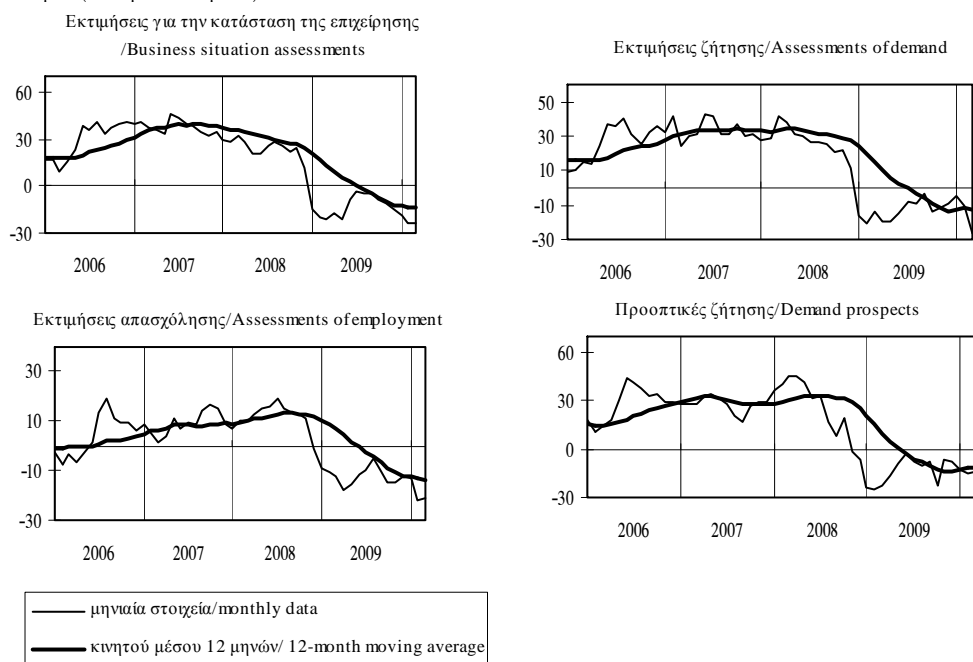 Εκτιμήσεις για την κατάσταση της επιχείρησης
/Business situation assessments
60
30
0
-30
2006 2007 2008 2009
Εκτιμήσεις ζήτησης/Assessments of demand
50
30
10
-10
-30
2006 2007 2008 2009
Εκτιμήσεις απασχόλησης/Assessments of employment
30
10
-10
-30
2006 2007 2008 2009
Προοπτικές ζήτησης/Demand prospects
60
30
0
-30
2006 2007 2008 2009
μηνιαία στοιχεία/monthly data
κινητού μέσου 12 μηνών/ 12-month moving average